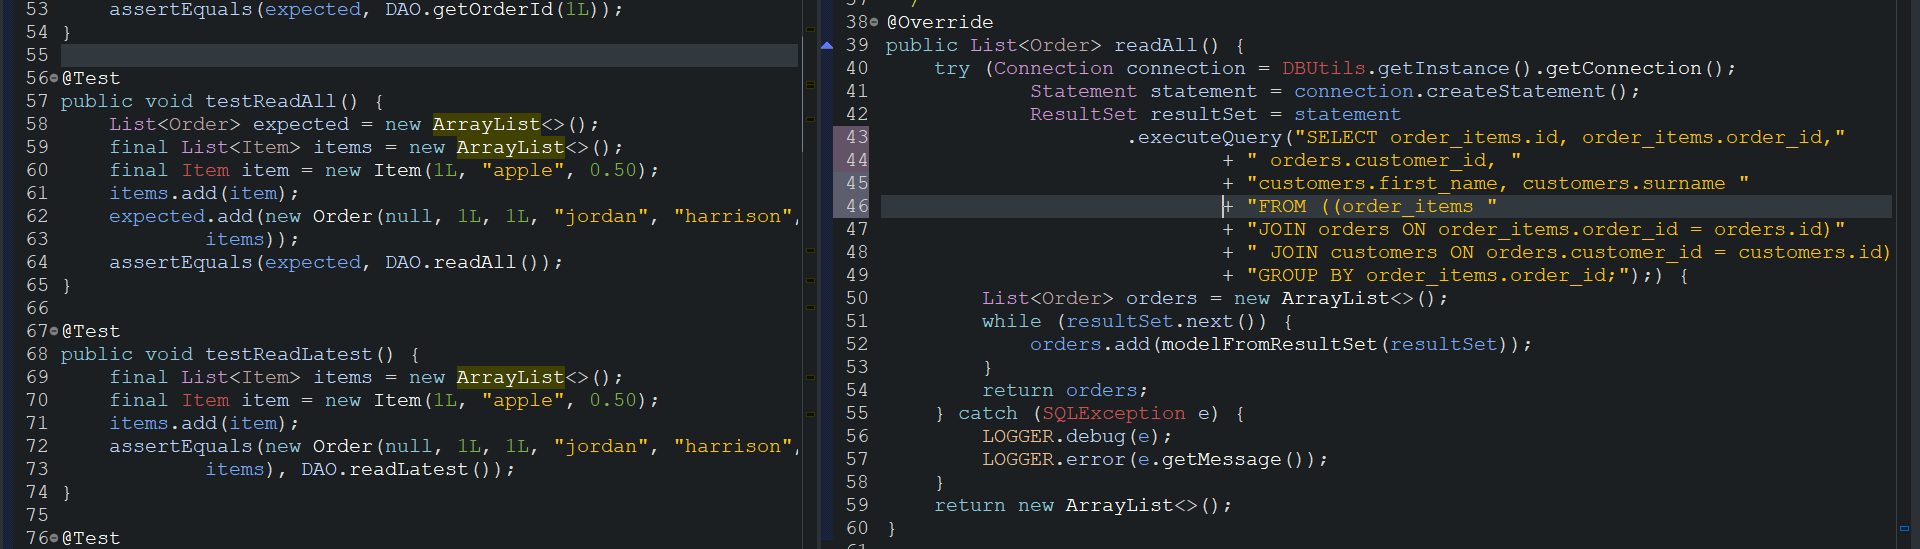 53 assertEquals(expected, DAO.getOrderId(1L));
54 }
55
56 @Test
57 public void testReadAll() {
58 List<Order> expected = new ArrayList<>();
59 final List<Item> items = new ArrayList<>();
60 final Item item = new Item(1L, "apple", 0.50);
61 items.add(item);
62 expected.add(new Order(null, 1L, 1L, "jordan", "harrison",
63 items));
64 assertEquals(expected, DAO.readAll());
65 }
66
67 @Test
68 public void testReadLatest() {
69 final List<Item> items = new ArrayList<>();
70 final Item item = new Item(1L, "apple", 0.50);
71 items.add(item);
72 assertEquals(new Order(null, 1L, 1L, "jordan", "harrison",
73 items), DAO.readLatest());
74 }
75
76 @Test
38 @Override
39 public List<Order> readAll() {
40 try (Connection connection = DBUtils.getInstance().getConnection();
41 Statement statement = connection.createStatement();
42 ResultSet resultSet = statement
43 .executeQuery("SELECT order_items.id, order_items.order_id,"
44 + " orders.customer_id, "
45 + "customers.first_name, customers.surname "
46 + "FROM ((order_items "
47 + "JOIN orders ON order_items.order_id = orders.id)"
48 + " JOIN customers ON orders.customer_id = customers.id)
49 + "GROUP BY order_items.order_id;");) {
50 List<Order> orders = new ArrayList<>();
51 while (resultSet.next()) {
52 orders.add(modelFromResultSet(resultSet));
53 }
54 return orders;
55 } catch (SQLException e) {
56 LOGGER.debug(e);
57 LOGGER.error(e.getMessage());
58 }
59 return new ArrayList<>();
60 }